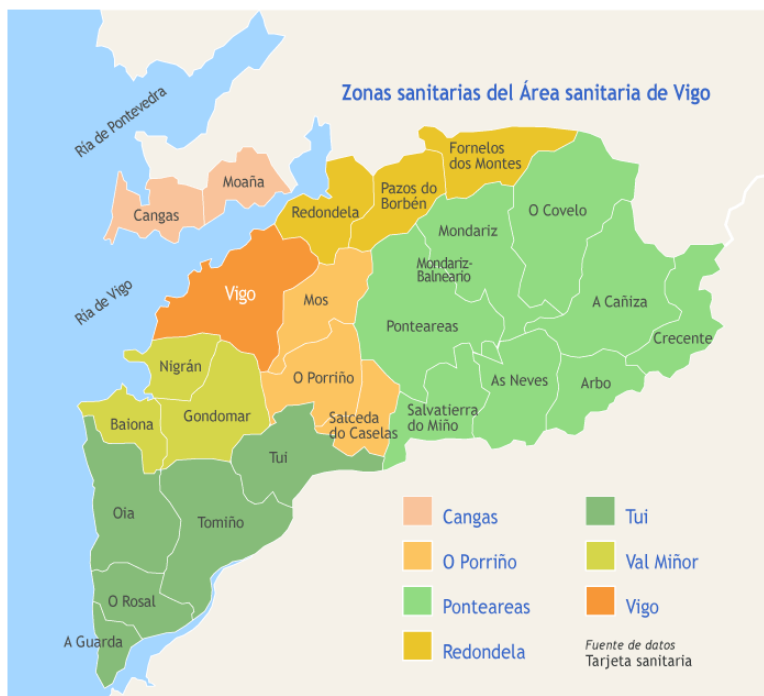 Zonas sanitarias del Área sanitaria de Vigo
Ría de Pontevedra
Fornelos
dos Montes
Moaña
Pazos do
Borbén
Cangas
Redondela
O Covelo
Mondariz
Mondariz-
Balneario
Ría de Vigo
Vigo
Mos
A Cañiza
Ponteareas
Crecente
Nigrán
O Porriño
As Neves
Arbo
Baiona
Gondomar
Salceda
do Caselas
Salvatierra
do Miño
Tui
Oia
Tomiño
O Rosal
A Guarda
Cangas
O Porriño
Ponteareas
Redondela
Tui
Val Miñor
Vigo
Fuente de datos
Tarjeta sanitaria